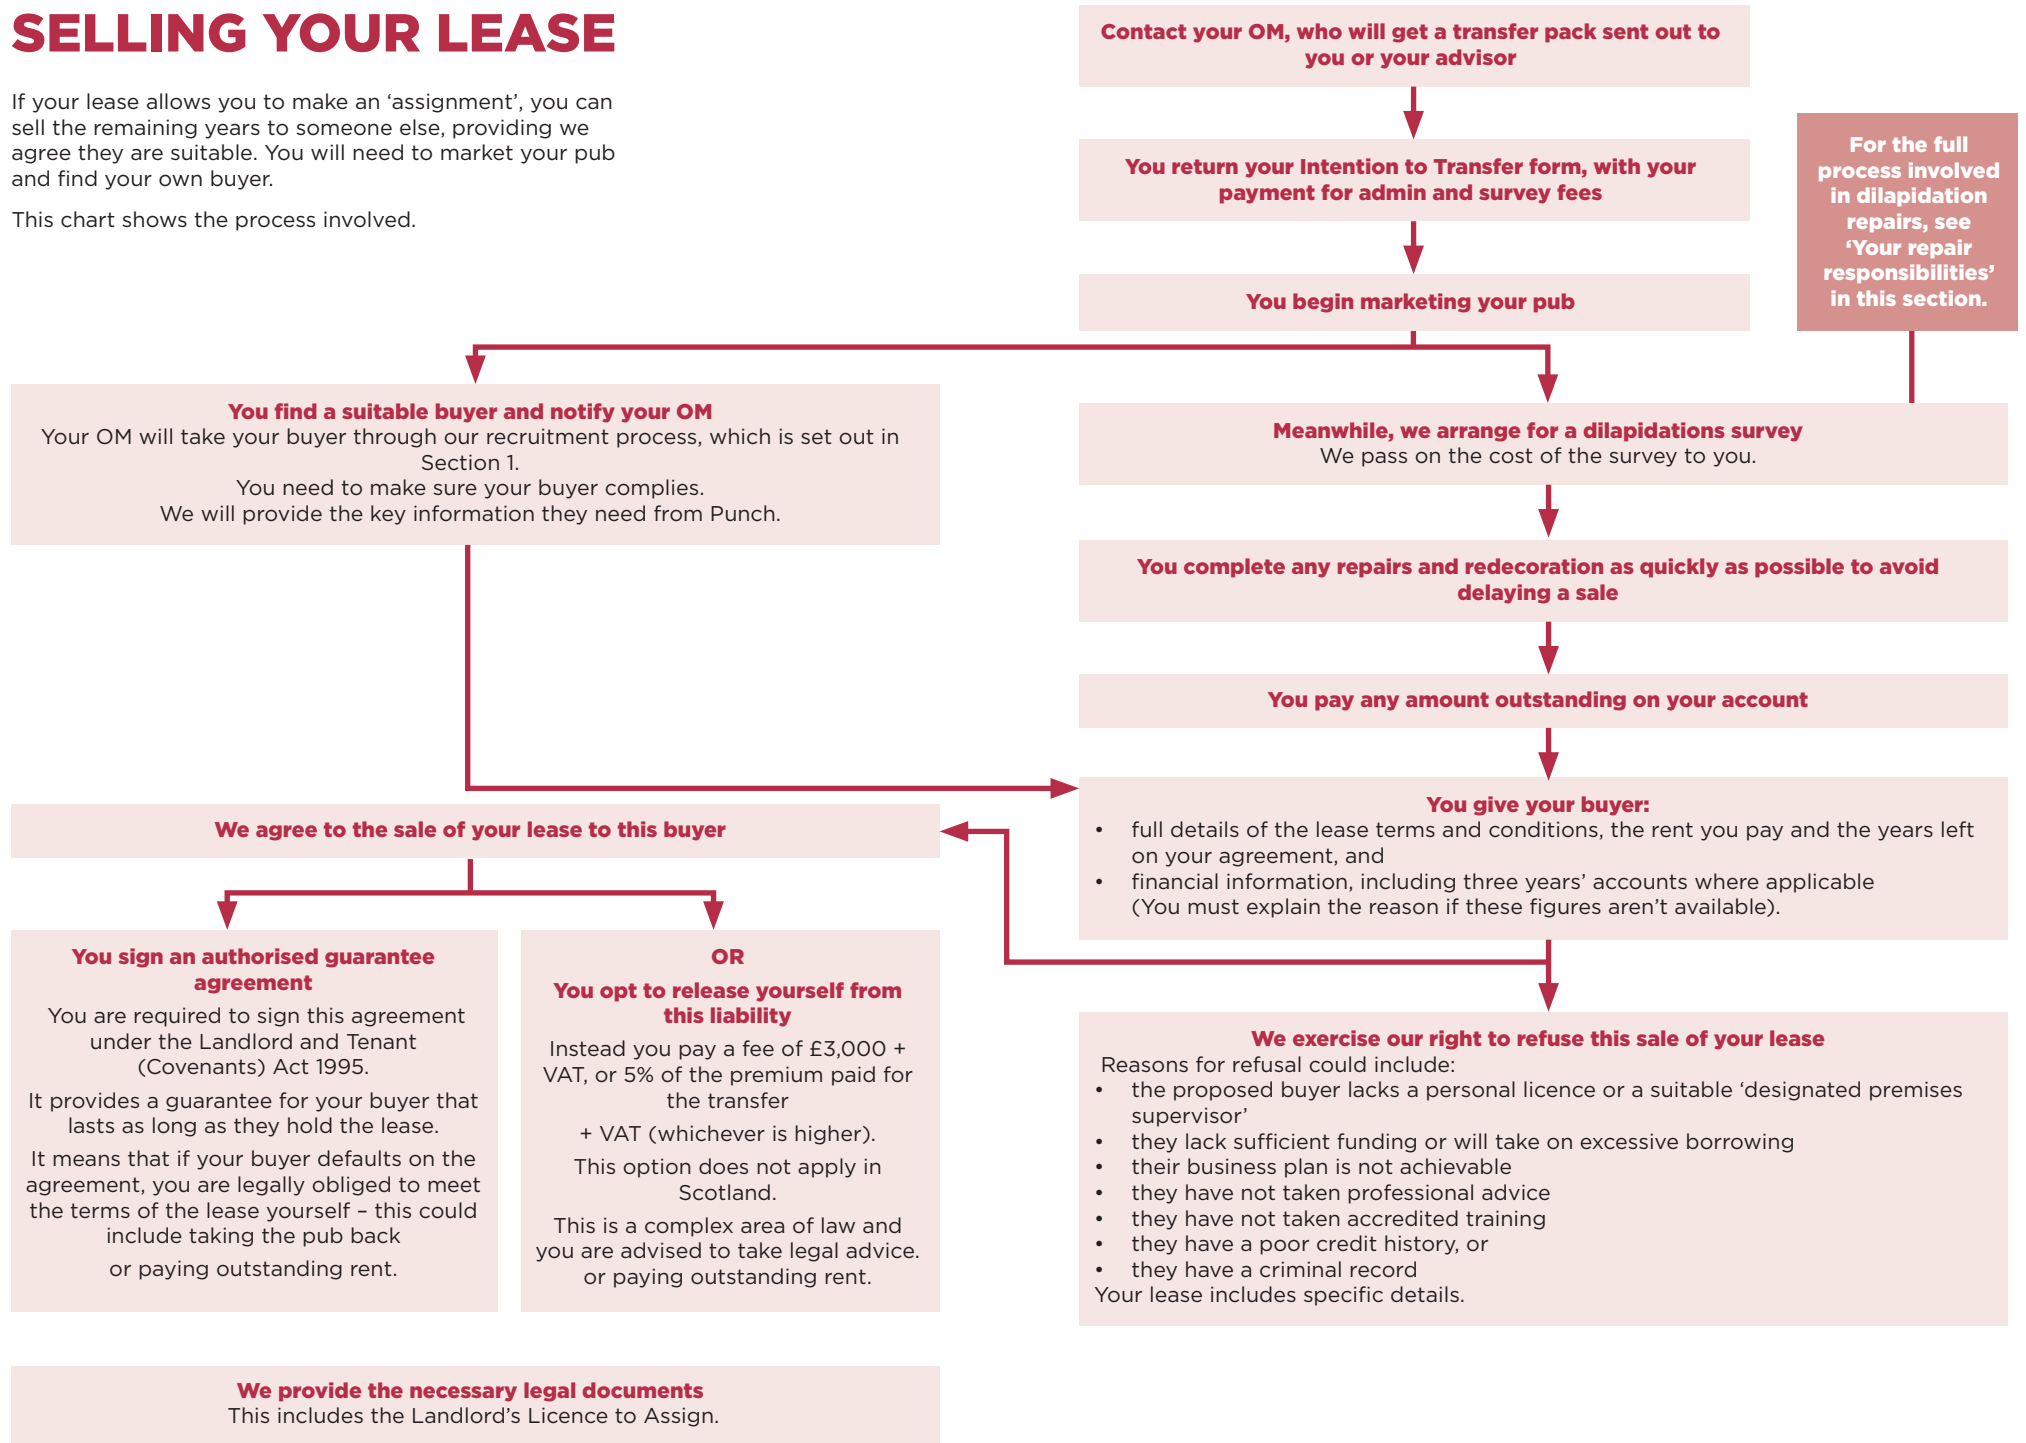 SELLING YOUR LEASE
If your lease allows you to make an ‘assignment’, you can
sell the remaining years to someone else, providing we
agree they are suitable. You will need to market your pub
and find your own buyer.
This chart shows the process involved.
Contact your OM, who will get a transfer pack sent out to
you or your advisor
You return your Intention to Transfer form, with your
payment for admin and survey fees
You begin marketing your pub
For the full
process involved
in dilapidation
repairs, see
‘Your repair
responsibilities’
in this section.
You find a suitable buyer and notify your OM
Your OM will take your buyer through our recruitment process, which is set out in
Section 1.
You need to make sure your buyer complies.
We will provide the key information they need from Punch.
Meanwhile, we arrange for a dilapidations survey
We pass on the cost of the survey to you.
You complete any repairs and redecoration as quickly as possible to avoid
delaying a sale
You pay any amount outstanding on your account
You give your buyer:
• full details of the lease terms and conditions, the rent you pay and the years left
on your agreement, and
• financial information, including three years’ accounts where applicable
(You must explain the reason if these figures aren’t available).
We agree to the sale of your lease to this buyer
You sign an authorised guarantee
agreement
You are required to sign this agreement
under the Landlord and Tenant
(Covenants) Act 1995.
It provides a guarantee for your buyer that
lasts as long as they hold the lease.
It means that if your buyer defaults on the
agreement, you are legally obliged to meet
the terms of the lease yourself – this could
include taking the pub back
or paying outstanding rent.
OR
You opt to release yourself from
this liability
Instead you pay a fee of £3,000 +
VAT, or 5% of the premium paid for
the transfer
+ VAT (whichever is higher).
This option does not apply in
Scotland.
This is a complex area of law and
you are advised to take legal advice.
or paying outstanding rent.
We exercise our right to refuse this sale of your lease
Reasons for refusal could include:
• the proposed buyer lacks a personal licence or a suitable ‘designated premises
supervisor’
• they lack sufficient funding or will take on excessive borrowing
• their business plan is not achievable
• they have not taken professional advice
• they have not taken accredited training
• they have a poor credit history, or
• they have a criminal record
Your lease includes specific details.
We provide the necessary legal documents
This includes the Landlord’s Licence to Assign.